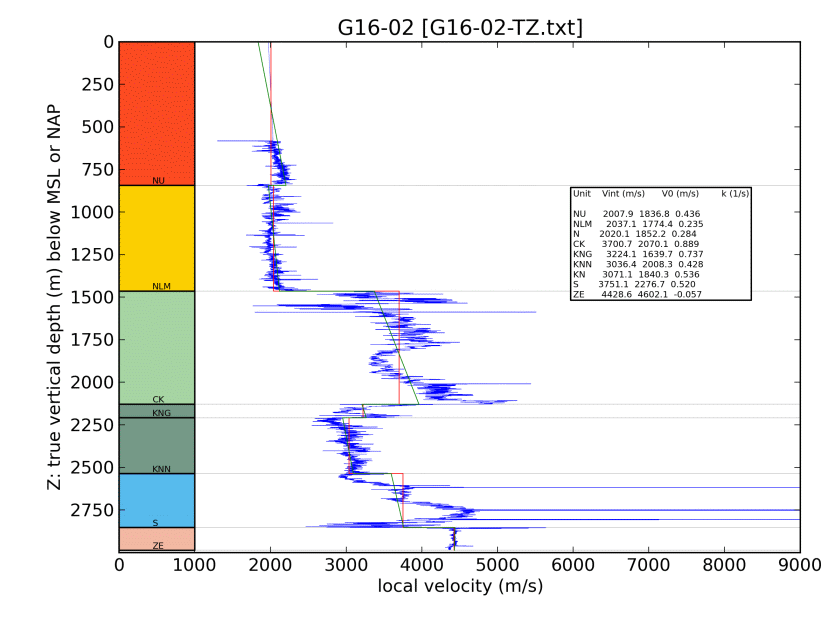 G16-02 [G16-02-TZ.txt]
Z: true vertical depth (m) below MSL or NAP
0
250
500
750
1000
1250
1500
1750
2000
2250
2500
2750
NU
NLM
CK
KNG
KNN
S
ZE
Unit Vint (m/s) V0 (m/s) k (1/s)
NU 2007.9 1836.8 0.436
NLM 2037.1 1774.4 0.235
N 2020.1 1852.2 0.284
CK 3700.7 2070.1 0.889
KNG 3224.1 1639.7 0.737
KNN 3036.4 2008.3 0.428
KN 3071.1 1840.3 0.536
S 3751.1 2276.7 0.520
ZE 4428.6 4602.1 -0.057
0 1000 2000 3000 4000 5000 6000 7000 8000 9000
local velocity (m/s)